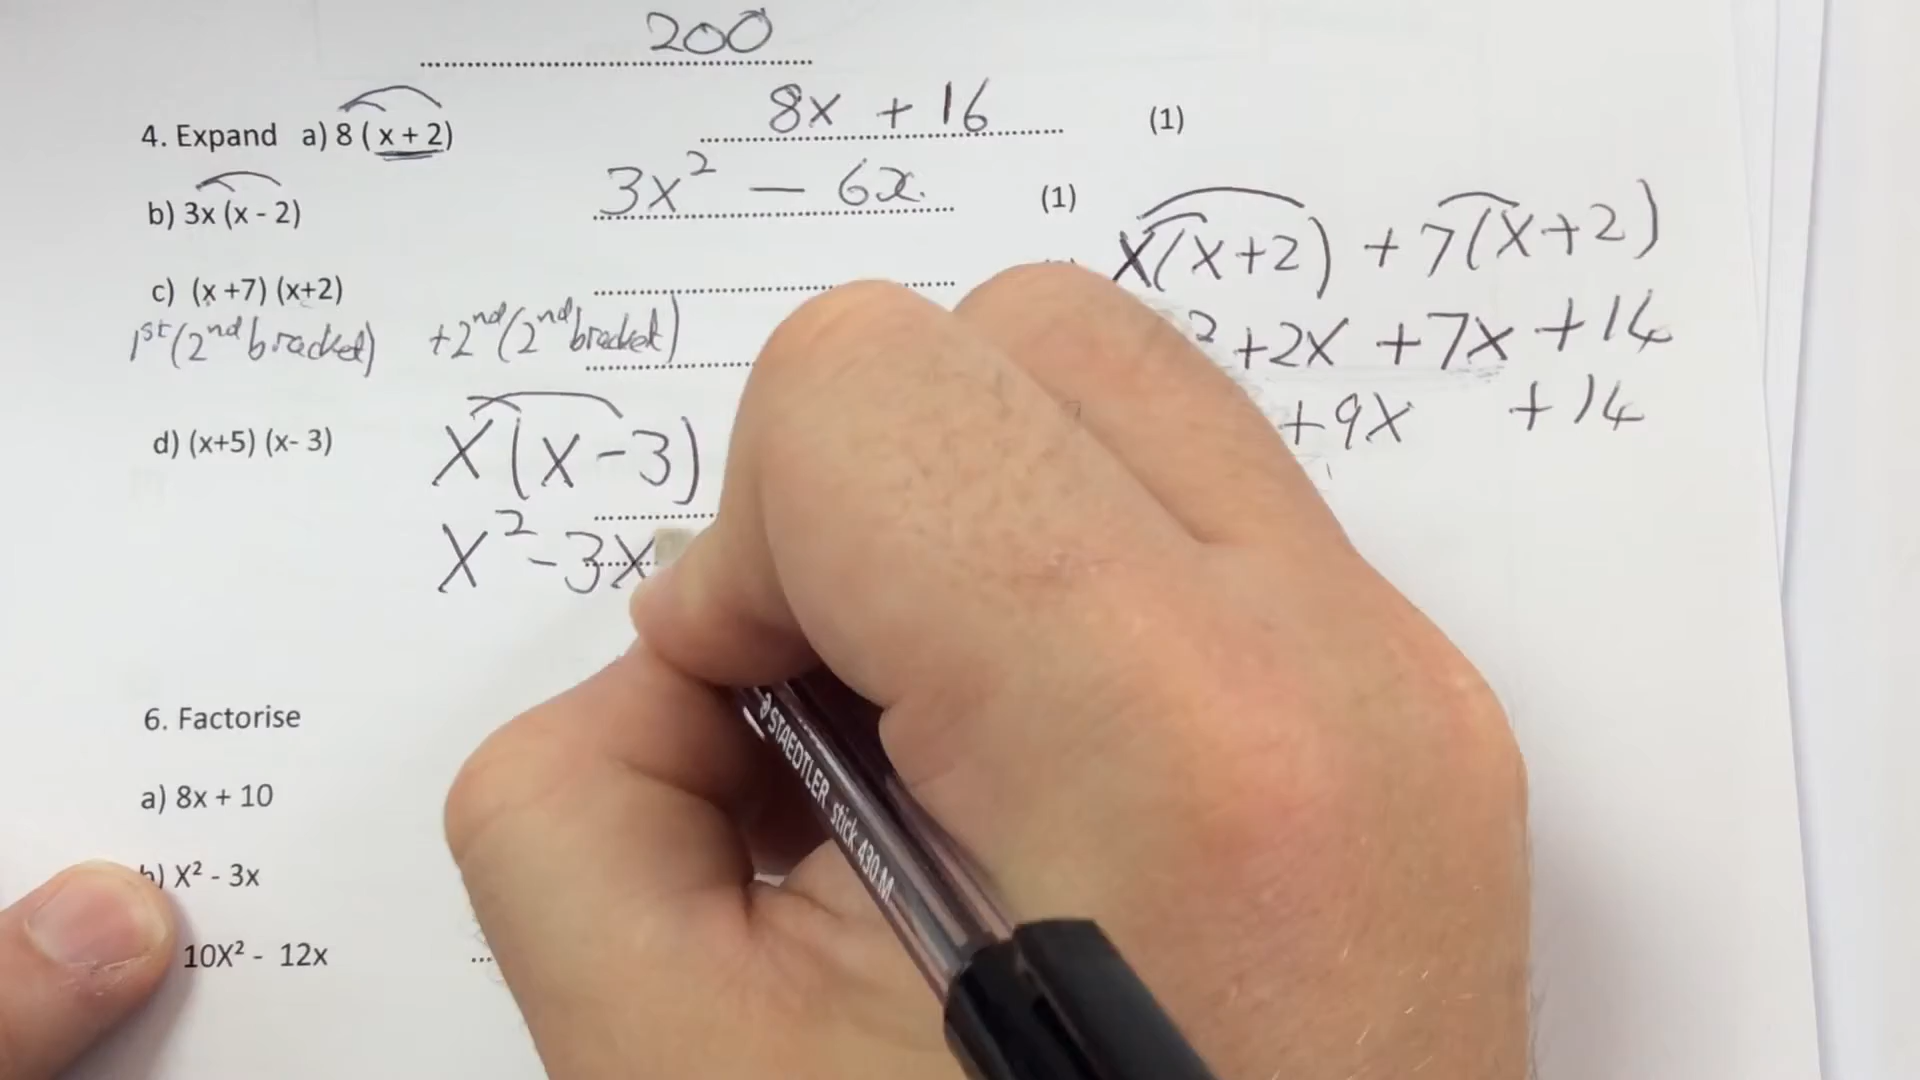 200
4. Expand a) 8 ( x + 2) 8x + 16 (1)
b) 3x (x - 2) 3x² - 6x (1)
x(x+2) + 7(x+2)
c) (x +7) (x+2)
1st (2nd bracket) +2nd (2nd bracket) ² +2x +7x +14
+9x +14
d) (x+5) (x- 3) x(x-3)
x² -3x
6. Factorise
a) 8x + 10
b) X² - 3x
10X² - 12x
STAEDTLER stick 430 M